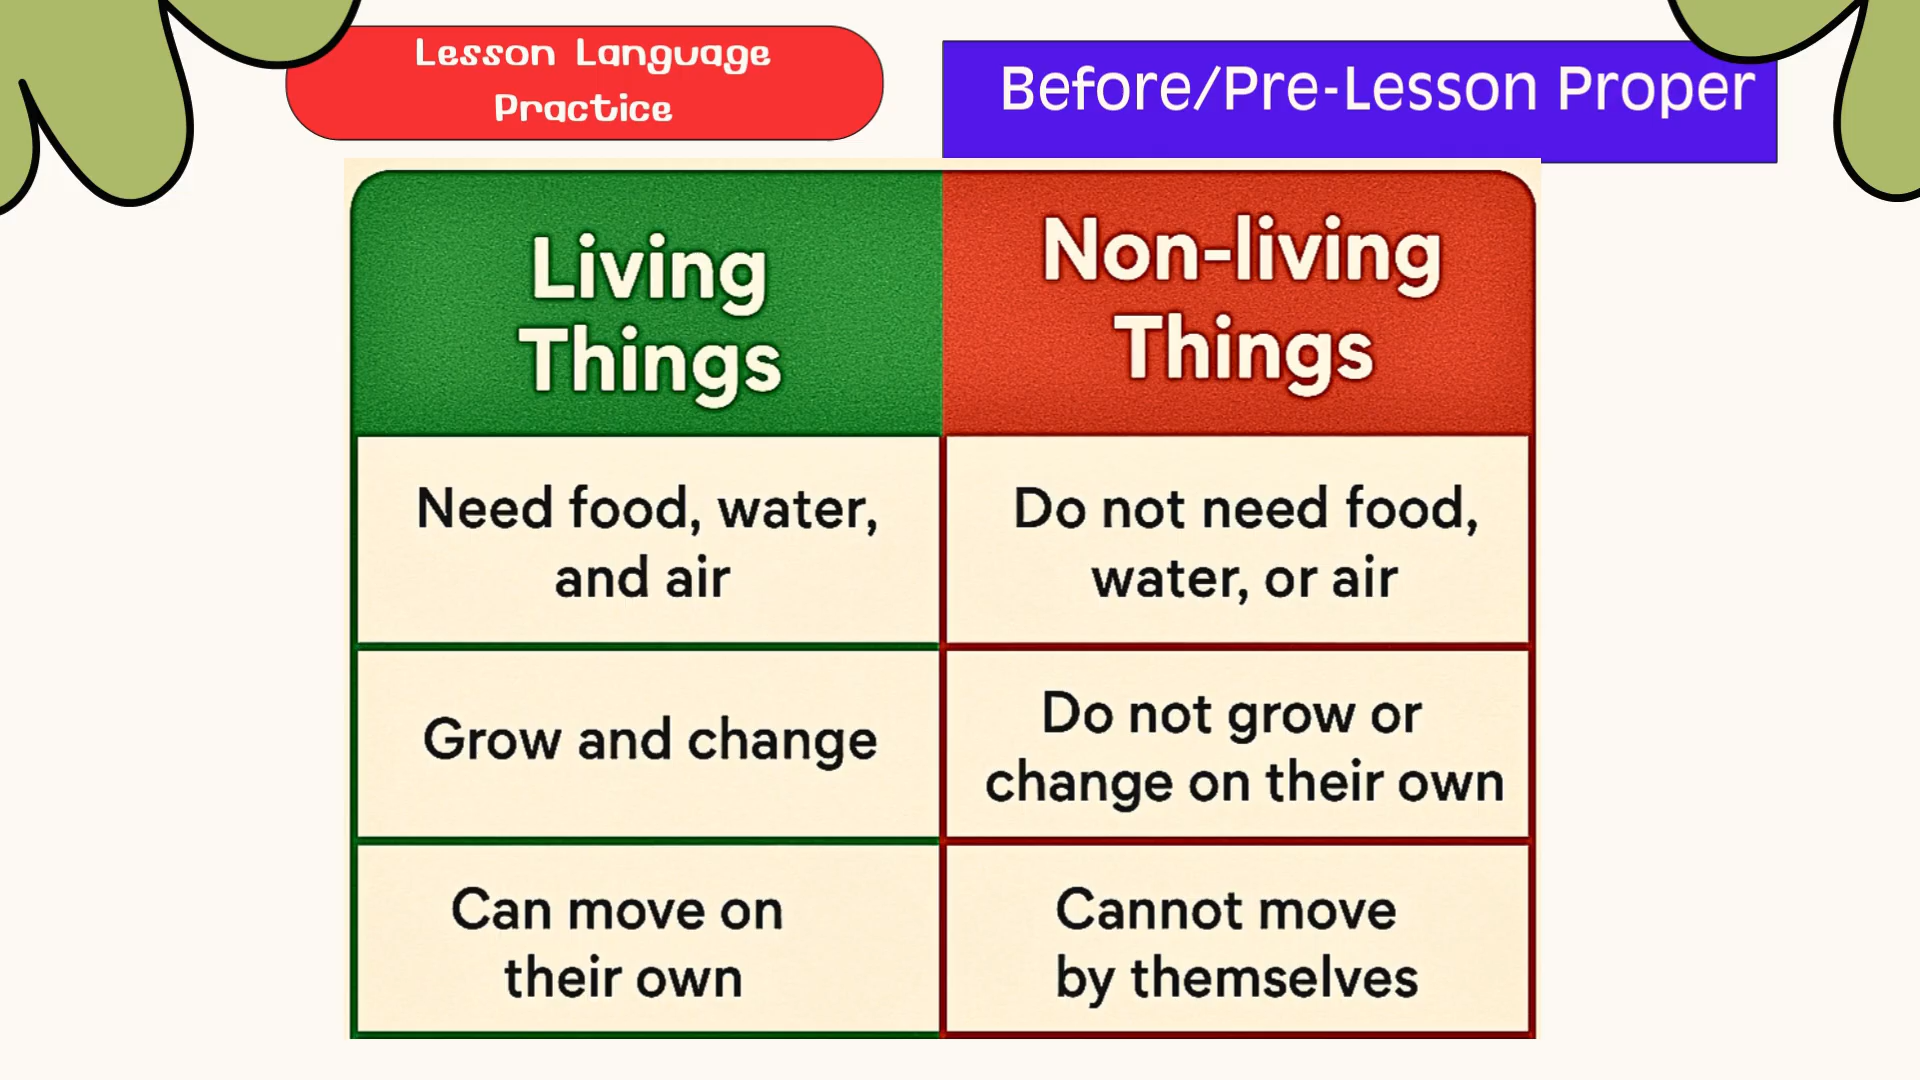 Lesson Language
Practice
Before/Pre-Lesson Proper
Living
Things
Non-living
Things
Need food, water,
and air
Do not need food,
water, or air
Grow and change
Do not grow or
change on their own
Can move on
their own
Cannot move
by themselves